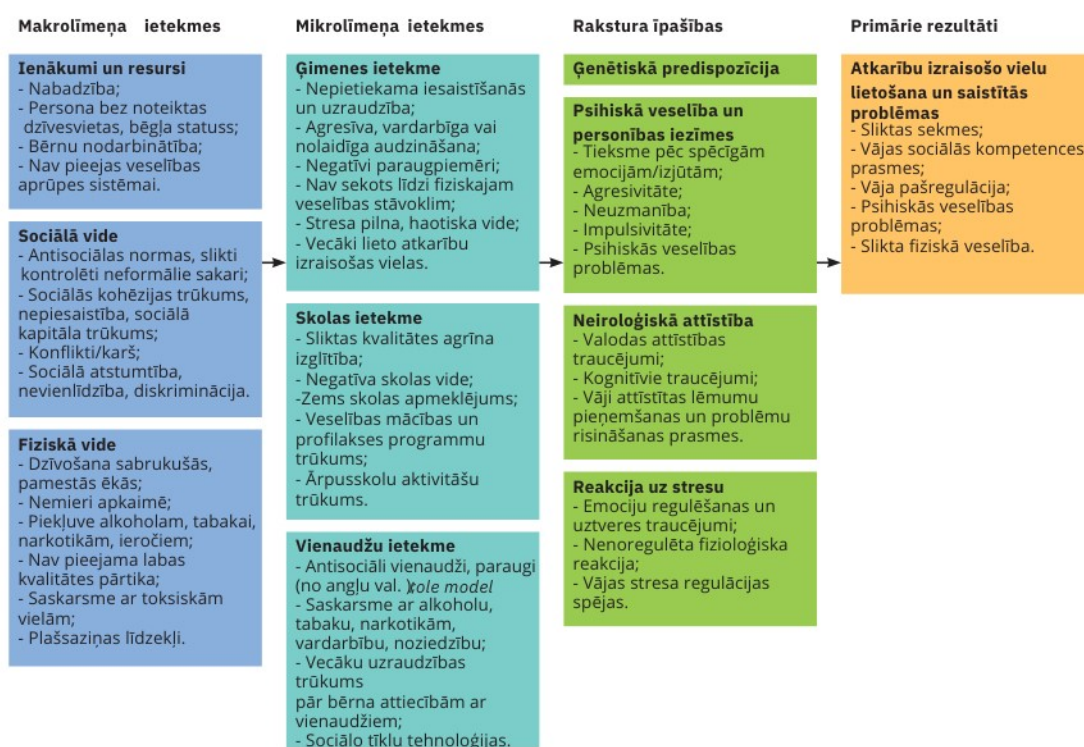 Makrolīmeņa ietekmes
Ienākumi un resursi
- Nabadzība;
- Persona bez noteiktas
dzīvesvietas, bēgļa statuss;
- Bērnu nodarbinātība;
- Nav pieejas veselības
aprūpes sistēmai.
Sociālā vide
- Antisociālas normas, slikti
kontrolēti neformālie sakari;
- Sociālās kohēzijas trūkums,
nepiesaistība, sociālā
kapitāla trūkums;
- Konflikti/karš;
- Sociālā atstumtība,
nevienlīdzība, diskriminācija.
Fiziskā vide
- Dzīvošana sabrukušās,
pamestās ēkās;
- Nemieri apkaimē;
- Piekļuve alkoholam, tabakai,
narkotikām, ieročiem;
- Nav pieejama labas
kvalitātes pārtika;
- Saskarsme ar toksiskām
vielām;
- Plašsaziņas līdzekļi.
Mikrolīmeņa ietekmes
Ģimenes ietekme
- Nepietiekama iesaistīšanās
un uzraudzība;
- Agresīva, vardarbīga vai
nolaidīga audzināšana;
- Negatīvi paraugpiemēri;
- Nav sekots līdzi fiziskajam
veselības stāvoklim;
- Stresa pilna, haotiska vide;
- Vecāki lieto atkarību
izraisošas vielas.
Skolas ietekme
- Sliktas kvalitātes agrīna
izglītība;
- Negatīva skolas vide;
-Zems skolas apmeklējums;
- Veselības mācības un
profilakses programmu
trūkums;
- Ārpusskolu aktivitāšu
trūkums.
Vienaudžu ietekme
- Antisociāli vienaudži, paraugi
(no angļu val. model
- Saskarsme ar alkoholu,
tabaku, narkotikām,
vardarbību, noziedzību;
- Vecāku uzraudzības
trūkums
pār bērna attiecībām ar
vienaudžiem;
- Sociālo tīklu tehnoloģijas.
Rakstura īpašības
Ģenētiskā predispozīcija
Psihiskā veselība un
personības iezīmes
- Tieksme pēc spēcīgām
emocijām/izjūtām;
- Agresivitāte;
- Neuzmanība;
- Impulsivitāte;
- Psihiskās veselības
problēmas.
Neiroloģiskā attīstība
- Valodas attīstības
traucējumi;
- Kognitīvie traucējumi;
- Vāji attīstītas lēmumu
pieņemšanas un problēmu
risināšanas prasmes.
Reakcija uz stresu
- Emociju regulēšanas un
uztveres traucējumi;
- Nenoregulēta fizioloģiska
reakcija;
- Vājas stresa regulācijas
spējas.
Primārie rezultāti
Atkarību izraisošo vielu
lietošana un saistītās
problēmas
- Sliktas sekmes;
- Vājas sociālās kompetences
prasmes;
- Vāja pašregulācija;
- Psihiskās veselības
problēmas;
- Slikta fiziskā veselība.